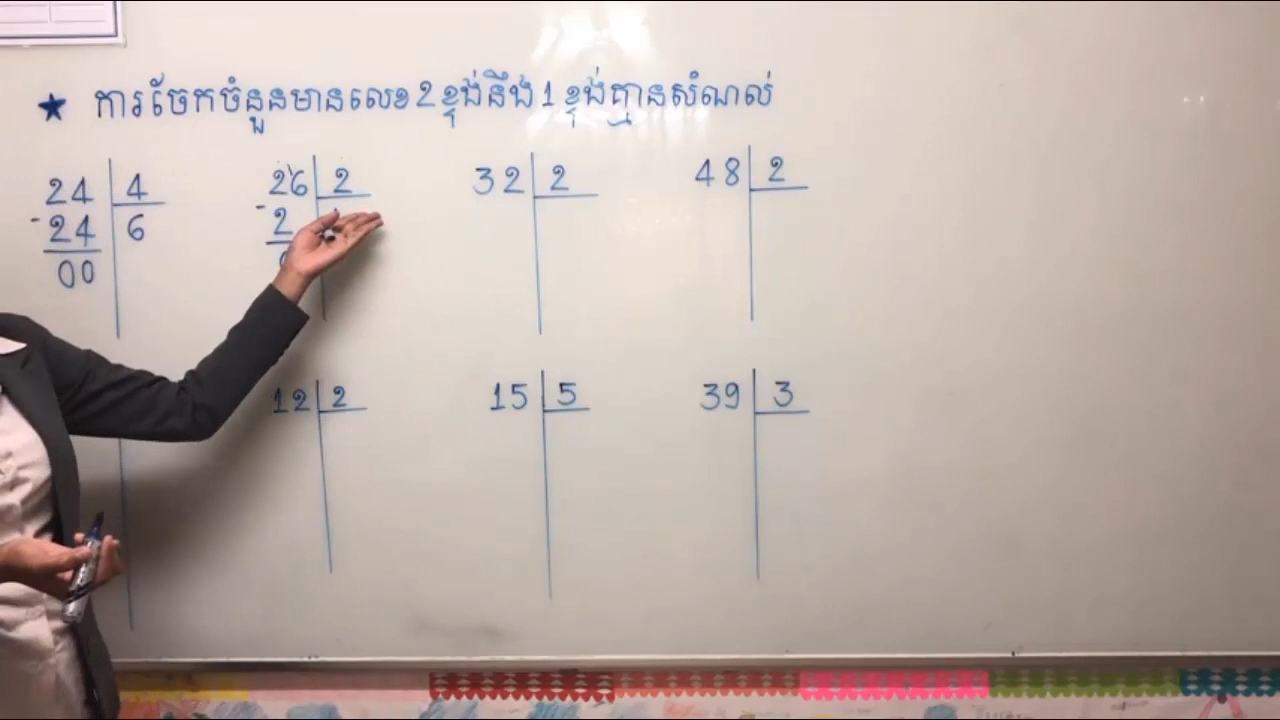 ★ ការចែកចំនួនមានលេខ 2 ខ្ទង់នឹង 1 ខ្ទង់គ្មានសំណល់
24 4 26 2 32 2 48 2
- 24 6 - 2
00
12 2 15 5 39 3